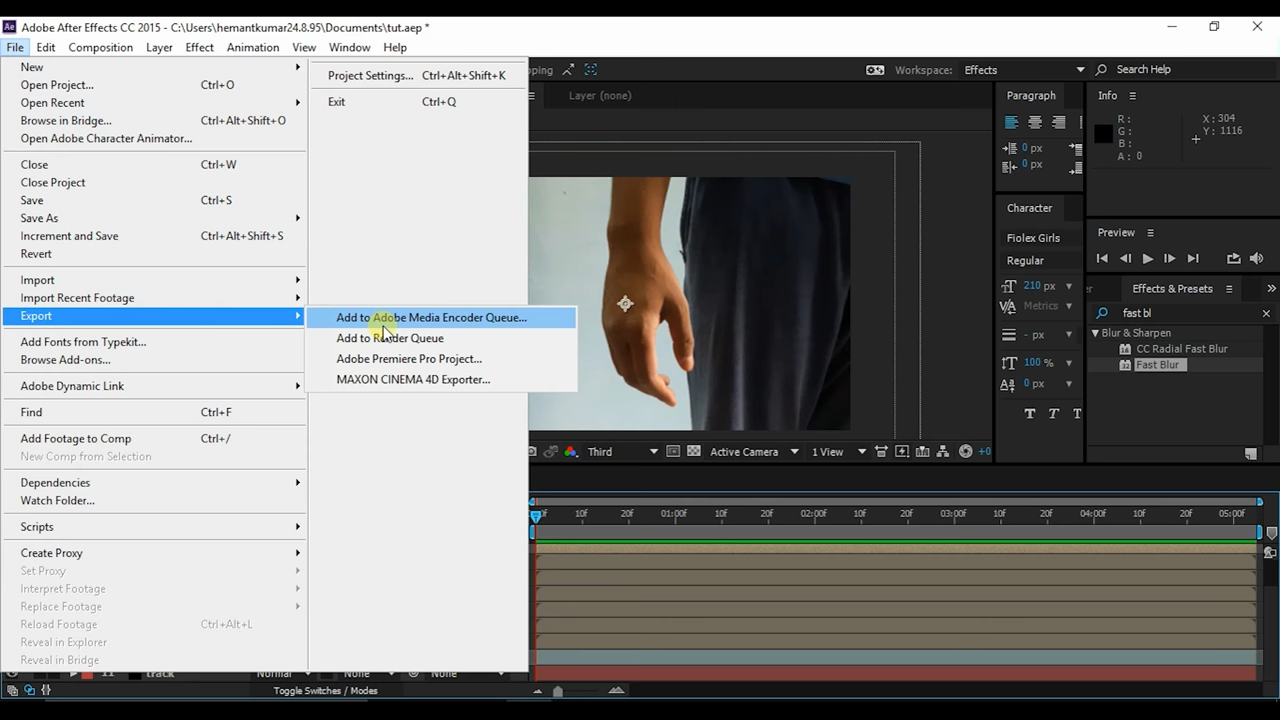 Ae Adobe After Effects CC 2015 - C:\Users\hemantkumar24.8.95\Documents\tut.aep *
File Edit Composition Layer Effect Animation View Window Help
New
Open Project... Ctrl+O
Open Recent
Browse in Bridge... Ctrl+Alt+Shift+O
Open Adobe Character Animator...
Close Ctrl+W
Close Project
Save Ctrl+S
Save As
Increment and Save Ctrl+Alt+Shift+S
Revert
Import
Import Recent Footage
Export
Add Fonts from Typekit...
Browse Add-ons...
Adobe Dynamic Link
Find Ctrl+F
Add Footage to Comp Ctrl+/
New Comp from Selection
Dependencies
Watch Folder...
Scripts
Create Proxy
Set Proxy
Interpret Footage
Replace Footage
Reload Footage Ctrl+Alt+L
Reveal in Explorer
Reveal in Bridge
Project Settings... Ctrl+Alt+Shift+K
Exit Ctrl+Q
Add to Adobe Media Encoder Queue...
Add to Render Queue
Adobe Premiere Pro Project...
MAXON CINEMA 4D Exporter...
pping Workspace: Effects Search Help
Layer (none)
Paragraph
0 px
0 px
Character
Fiolex Girls
Regular
210 px
Metrics
- px
100 %
0 px
T T T
Info
R : X : 304
G : Y : 1116
B :
A : 0
Preview
Effects & Presets
fast bl
Blur & Sharpen
16 CC Radial Fast Blur
32 Fast Blur
Third Active Camera 1 View +0
0f 10f 20f 01:00f 10f 20f 02:00f 10f 20f 03:00f 10f 20f 04:00f 10f 20f 05:00f
11 track Normal None None
Toggle Switches / Modes